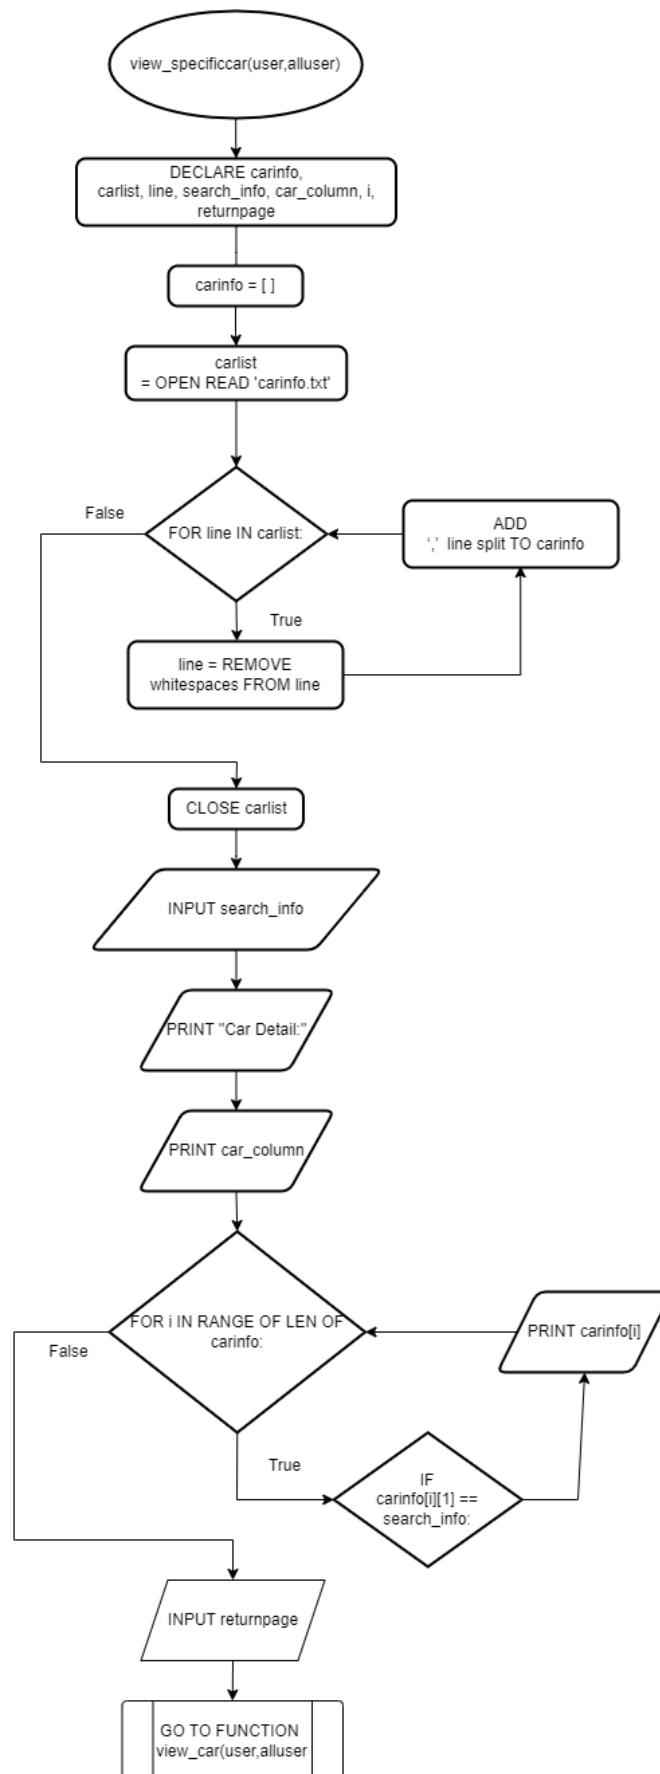 view_specificcar(user,alluser)
DECLARE carinfo,
carlist, line, search_info, car_column, i,
returnpage
carinfo = [ ]
carlist
= OPEN READ 'carinfo.txt'
False
FOR line IN carlist:
ADD
‘,’ line split TO carinfo
True
line = REMOVE
whitespaces FROM line
CLOSE carlist
INPUT search_info
PRINT "Car Detail:"
PRINT car_column
FOR i IN RANGE OF LEN OF
carinfo:
PRINT carinfo[i]
False
True
IF
carinfo[i][1] ==
search_info:
INPUT returnpage
GO TO FUNCTION
view_car(user,alluser